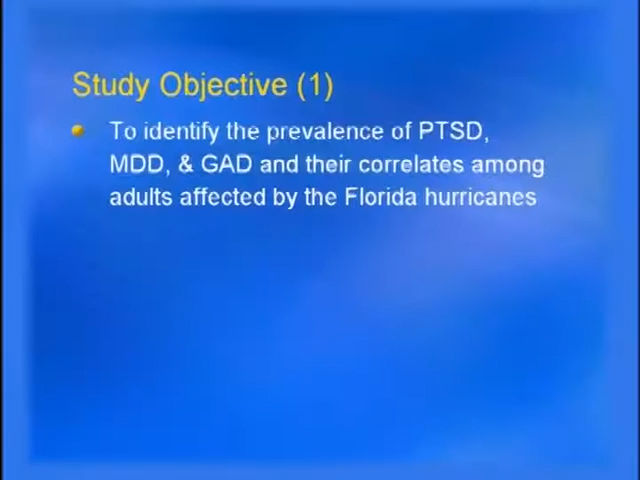 Study Objective (1)
To identify the prevalence of PTSD,
MDD, & GAD and their correlates among
adults affected by the Florida hurricanes